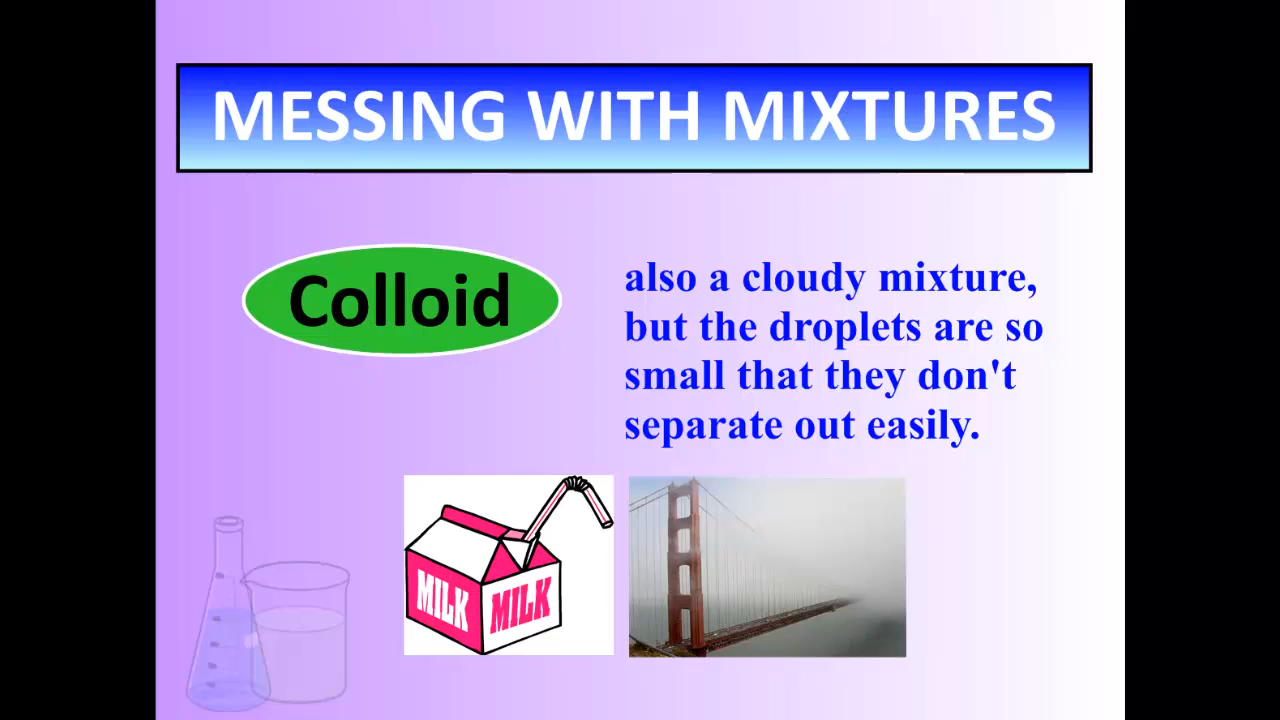 MESSING WITH MIXTURES
Colloid
also a cloudy mixture,
but the droplets are so
small that they don't
separate out easily.
MILK MILK